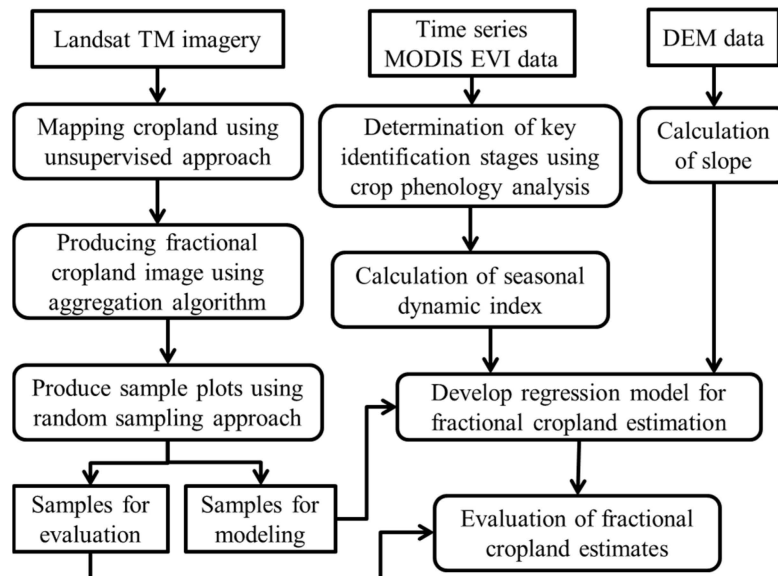 Landsat TM imagery
Time series
MODIS EVI data
DEM data
Mapping cropland using
unsupervised approach
Determination of key
identification stages using
crop phenology analysis
Calculation
of slope
Producing fractional
cropland image using
aggregation algorithm
Calculation of seasonal
dynamic index
Produce sample plots using
random sampling approach
Develop regression model for
fractional cropland estimation
Samples for
evaluation
Samples for
modeling
Evaluation of fractional
cropland estimates